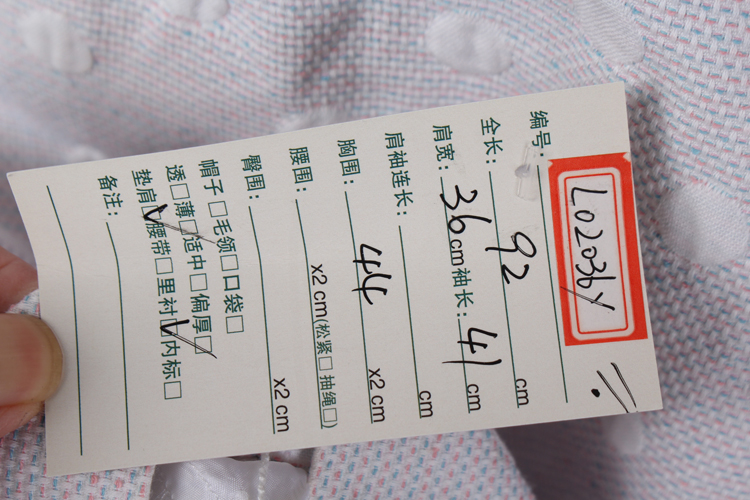 编号: L02036Y
全长: 92 cm
肩宽: 36 cm 袖长: 41 cm
肩袖连长: cm
胸围: 44 x2 cm
腰围: x2 cm (松紧□ 抽绳□)
臀围: x2 cm
帽子□毛领□口袋□
透□薄□适中□偏厚□
垫肩□腰带□里衬□内标□
备注: